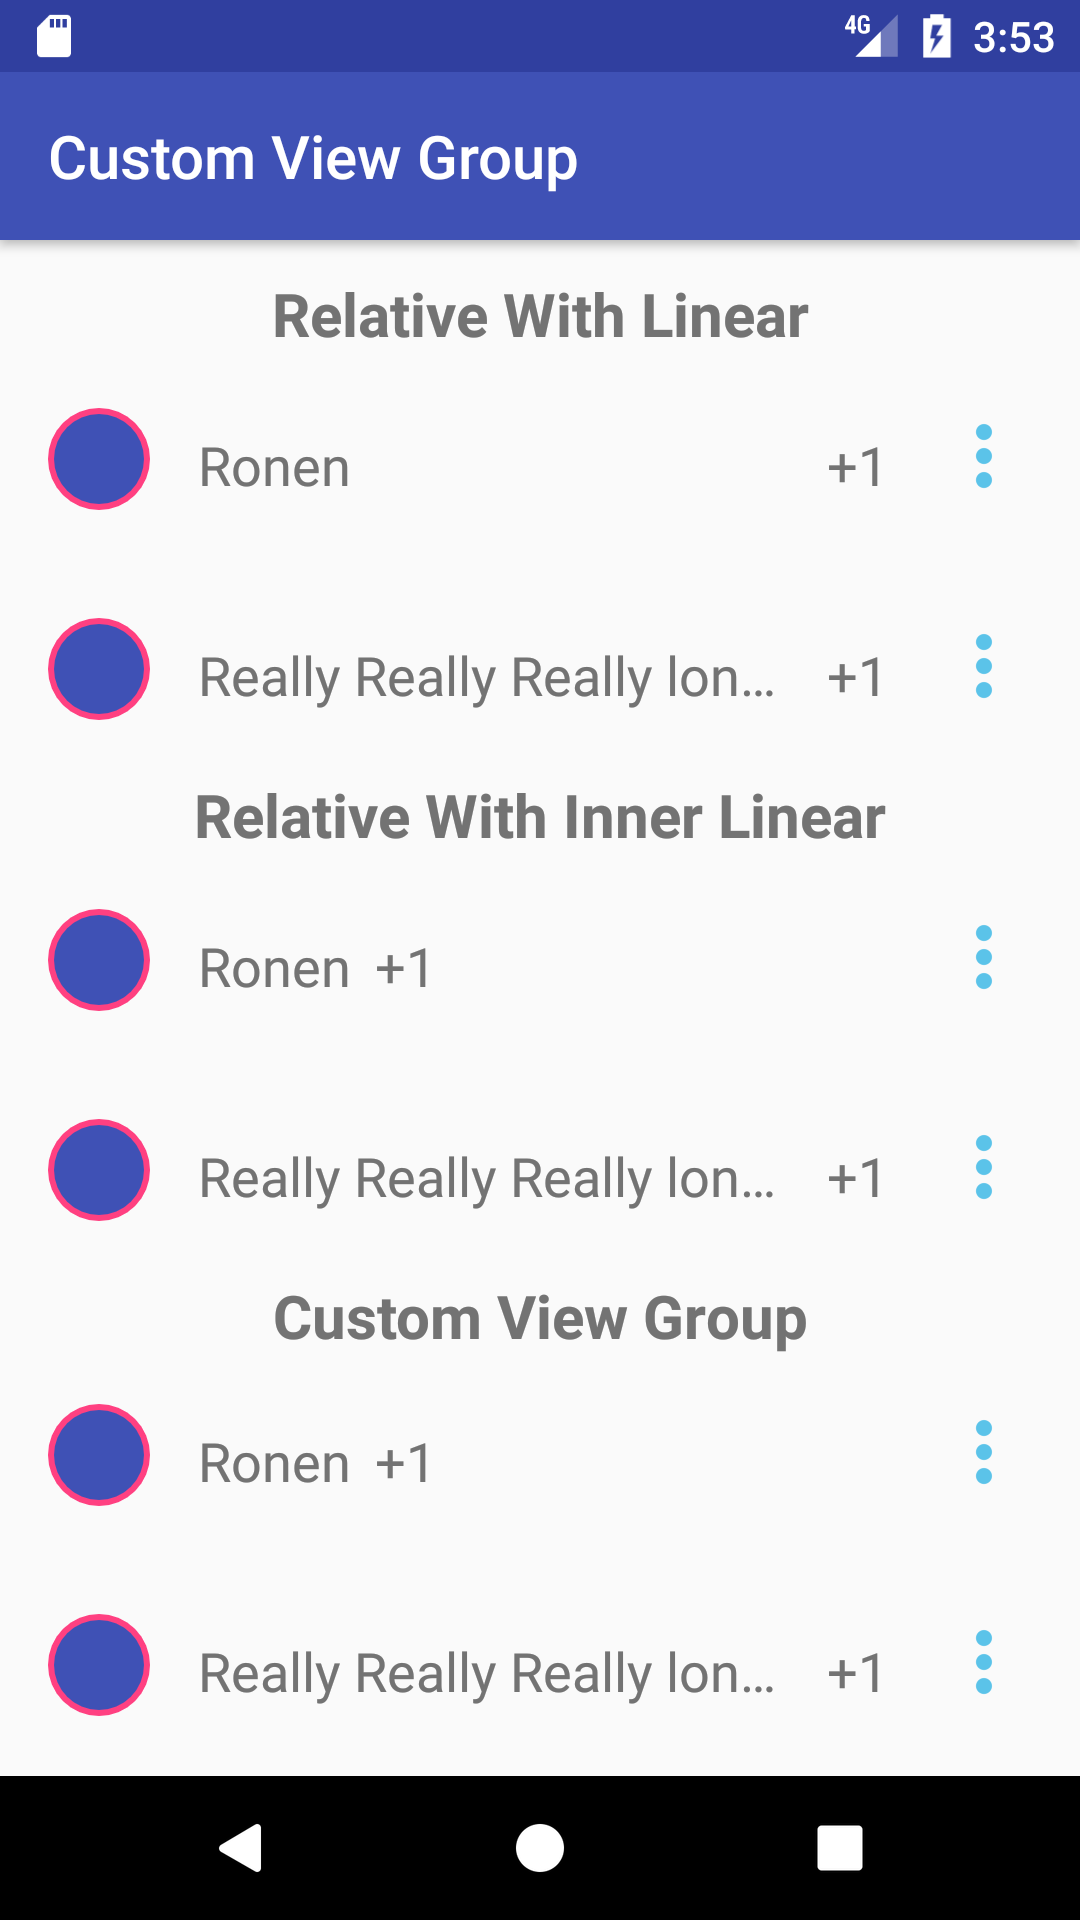 4G 3:53
Custom View Group
Relative With Linear
Ronen +1
Really Really Really lon... +1
Relative With Inner Linear
Ronen +1
Really Really Really lon... +1
Custom View Group
Ronen +1
Really Really Really lon... +1